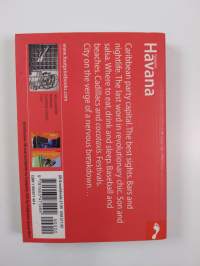 Havana
Caribbean party capital The best sights. Bars and
nightlife. The last word in revolutionary chic. Son and
salsa. Where to eat drink and sleep. Baseball and
beaches. Cadillacs and cocotaxis. Festivals.
City on the verge of a nervous breakdown…
www.footprintbooks.com